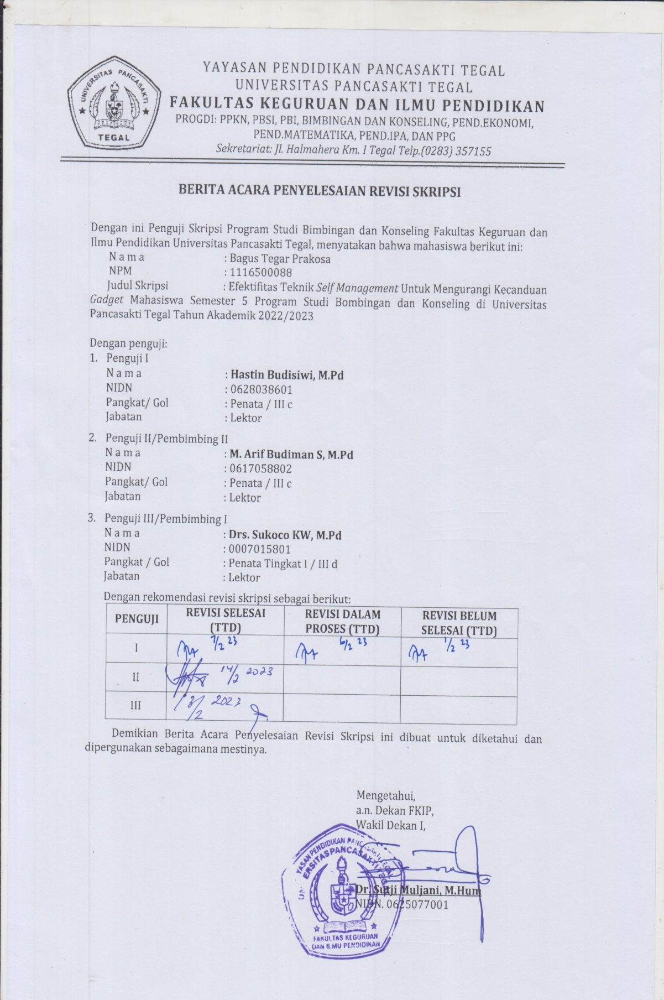 UNIVERSITAS PANCASAKTI
TEGAL
YAYASAN PENDIDIKAN PANCASAKTI TEGAL
UNIVERSITAS PANCASAKTI TEGAL
FAKULTAS KEGURUAN DAN ILMU PENDIDIKAN
PROGDI: PPKN, PBSI, PBI, BIMBINGAN DAN KONSELING, PEND.EKONOMI,
PEND.MATEMATIKA, PEND.IPA, DAN PPG
Sekretariat: Jl. Halmahera Km. I Tegal Telp.(0283) 357155
BERITA ACARA PENYELESAIAN REVISI SKRIPSI
Dengan ini Penguji Skripsi Program Studi Bimbingan dan Konseling Fakultas Keguruan dan
Ilmu Pendidikan Universitas Pancasakti Tegal, menyatakan bahwa mahasiswa berikut ini:
N a m a : Bagus Tegar Prakosa
NPM : 1116500088
Judul Skripsi : Efektifitas Teknik Self Management Untuk Mengurangi Kecanduan
Gadget Mahasiswa Semester 5 Program Studi Bombingan dan Konseling di Universitas
Pancasakti Tegal Tahun Akademik 2022/2023
Dengan penguji:
1. Penguji I
N a m a : Hastin Budisiwi, M.Pd
NIDN : 0628038601
Pangkat/ Gol : Penata / III c
Jabatan : Lektor
2. Penguji II/Pembimbing II
N a m a : M. Arif Budiman S, M.Pd
NIDN : 0617058802
Pangkat/ Gol : Penata / III c
Jabatan : Lektor
3. Penguji III/Pembimbing I
N a m a : Drs. Sukoco KW, M.Pd
NIDN : 0007015801
Pangkat / Gol : Penata Tingkat I / III d
Jabatan : Lektor
Dengan rekomendasi revisi skripsi sebagai berikut:
PENGUJI REVISI SELESAI (TTD) REVISI DALAM PROSES (TTD) REVISI BELUM SELESAI (TTD)
I 7/2 23 6/2 23 1/2 23
II 14/2 2023
III 13/2 2023
Demikian Berita Acara Penyelesaian Revisi Skripsi ini dibuat untuk diketahui dan
dipergunakan sebagaimana mestinya.
Mengetahui,
a.n. Dekan FKIP,
Wakil Dekan I,
YASAN PENDIDIKAN PANCASAKTI TEGAL
ERSITAS PANCASAKTI TEGAL
Dr. Sutji Muljani, M.Hum
NIDN. 0625077001
FAKULTAS KEGURUAN
DAN ILMU PENDIDIKAN